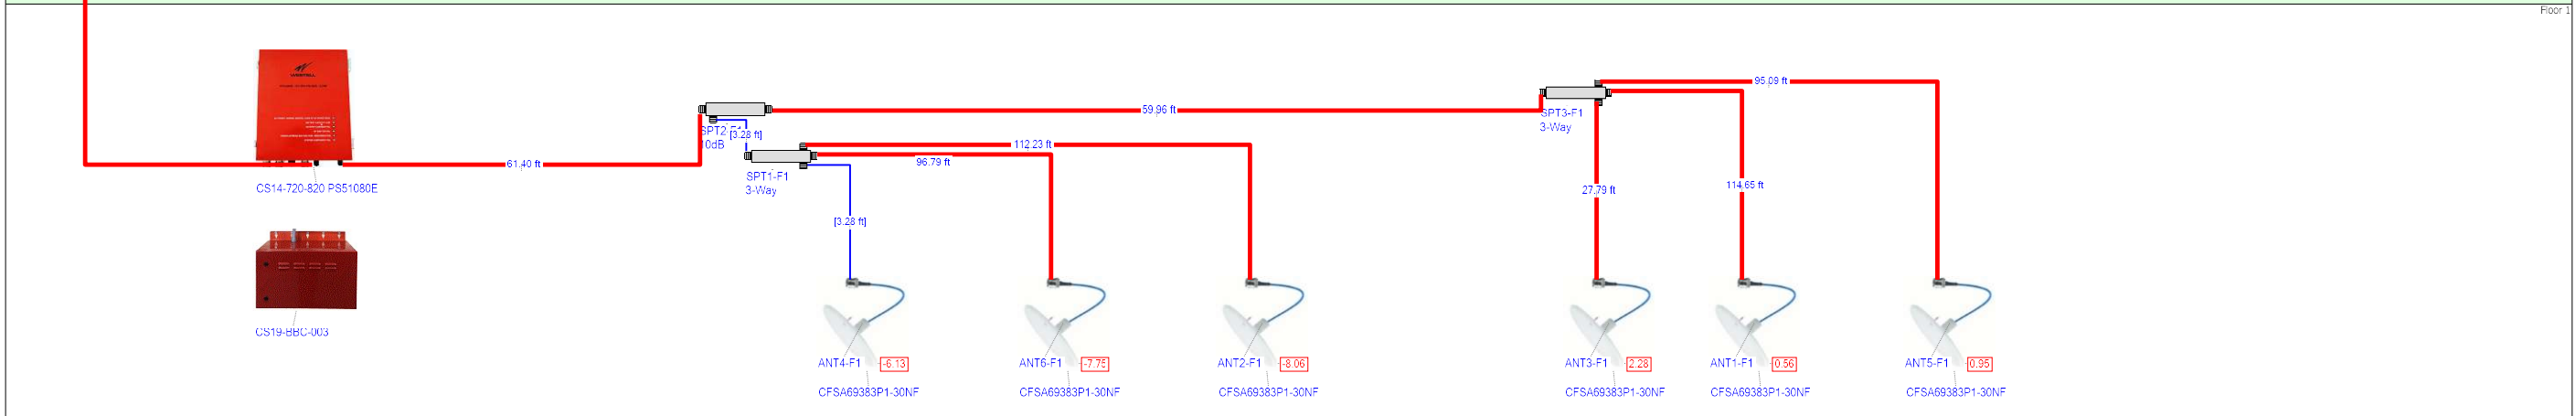 Floor 1
WESTELL
95.09 ft
59.96 ft
SPT3-F1
3-Way
SPT2-F1
10dB
[3.28 ft]
112.23 ft
96.79 ft
61.40 ft
SPT1-F1
3-Way
CS14-720-820 PS51080E
114.65 ft
27.79 ft
[3.28 ft]
CS19-BBC-003
ANT4-F1 -6.13
ANT6-F1 -7.75
ANT2-F1 -8.06
ANT3-F1 2.28
ANT1-F1 0.56
ANT5-F1 0.95
CFSA69383P1-30NF
CFSA69383P1-30NF
CFSA69383P1-30NF
CFSA69383P1-30NF
CFSA69383P1-30NF
CFSA69383P1-30NF